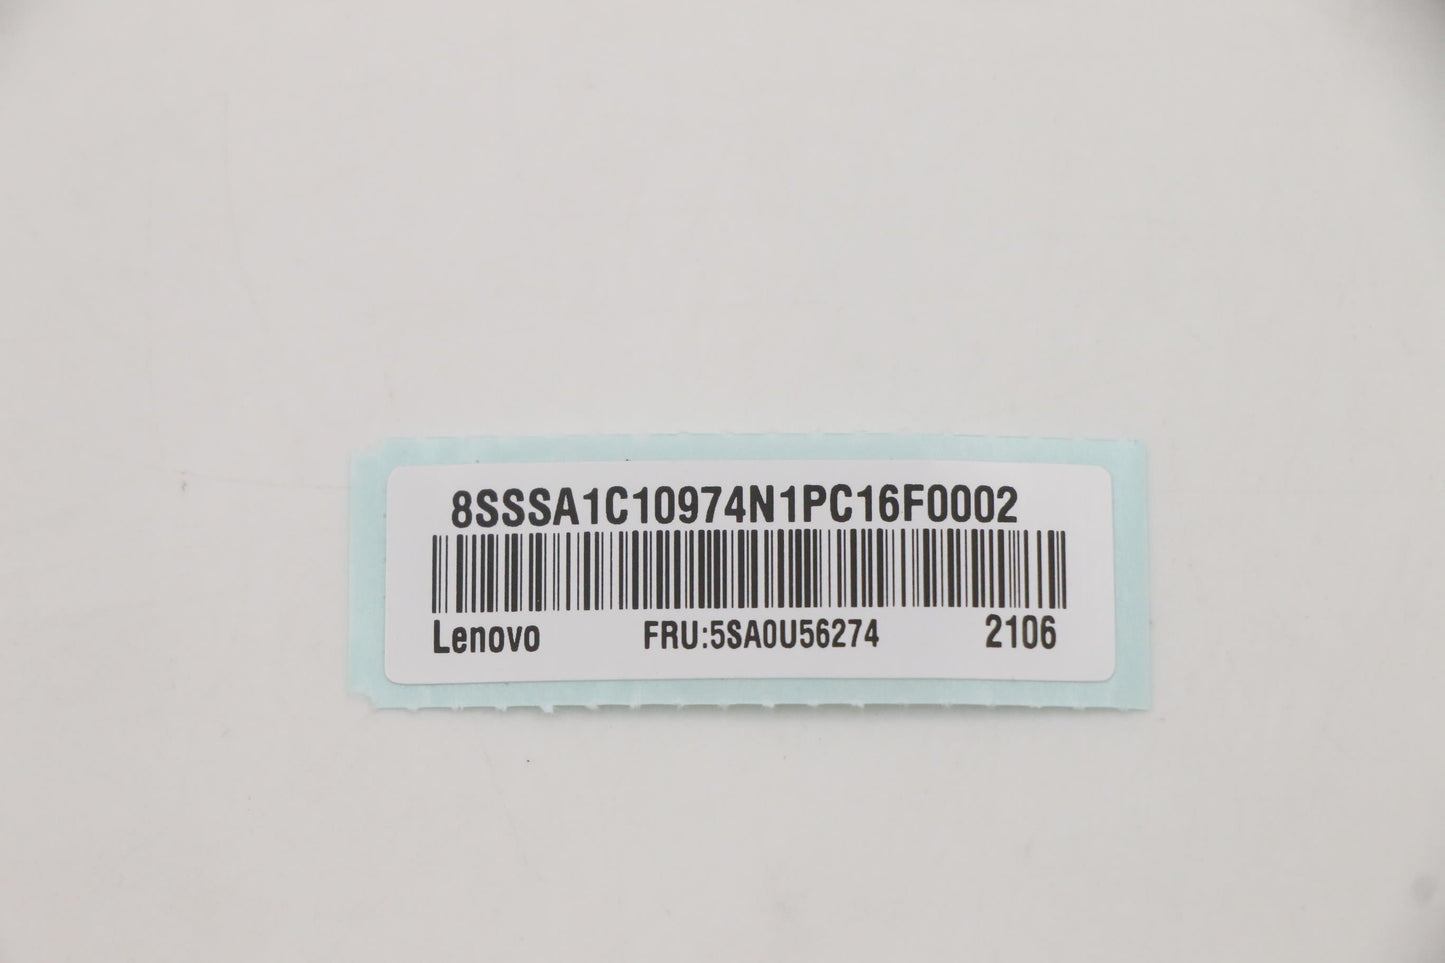 8SSSA1C10974N1PC16F0002
Lenovo FRU:5SA0U56274 2106